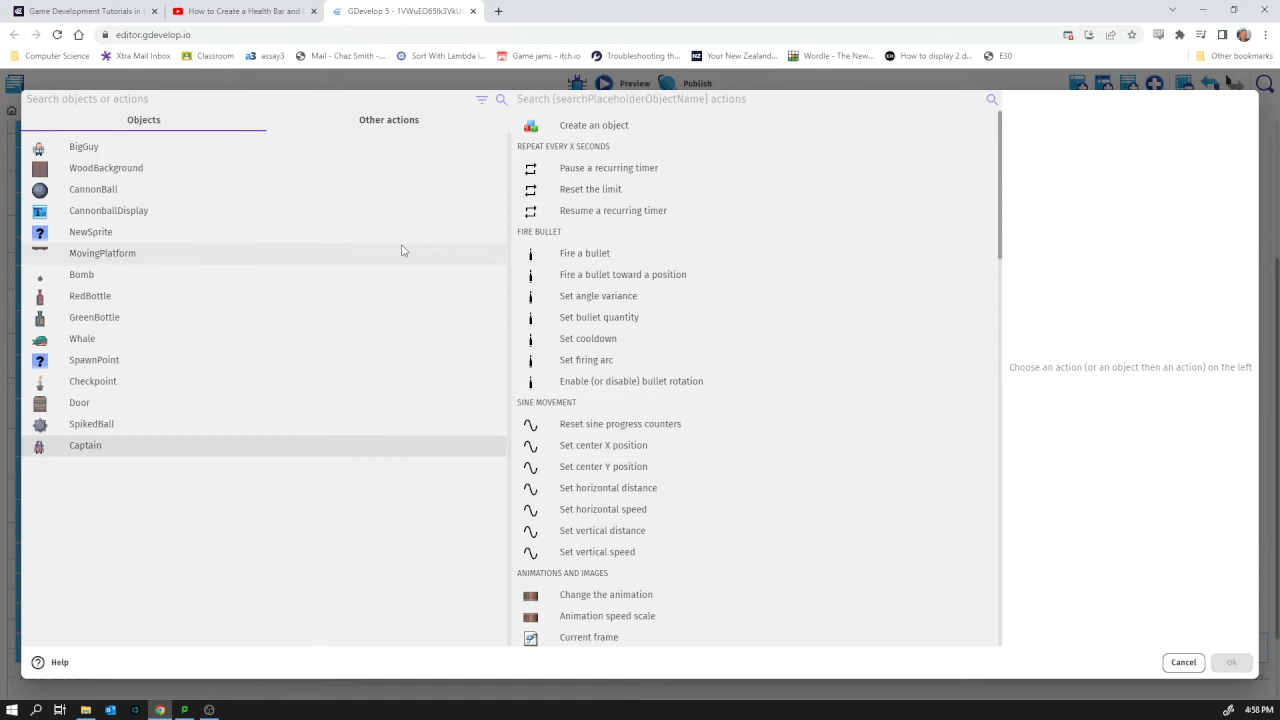 Game Development Tutorials in
How to Create a Health Bar and
GDevelop 5 - 1VWuEO65Ik3VkU
editor.gdevelop.io
Computer Science
Xtra Mail Inbox
Classroom
assay3
Mail - Chaz Smith -...
Sort With Lambda i...
Game jams - itch.io
Troubleshooting th...
Your New Zealand...
Wordle - The New...
How to display 2 d...
E30
Other bookmarks
Preview
Publish
Search objects or actions
Search {searchPlaceholderObjectName} actions
Objects
Other actions
BigGuy
WoodBackground
CannonBall
CannonballDisplay
NewSprite
MovingPlatform
Bomb
RedBottle
GreenBottle
Whale
SpawnPoint
Checkpoint
Door
SpikedBall
Captain
Create an object
REPEAT EVERY X SECONDS
Pause a recurring timer
Reset the limit
Resume a recurring timer
FIRE BULLET
Fire a bullet
Fire a bullet toward a position
Set angle variance
Set bullet quantity
Set cooldown
Set firing arc
Enable (or disable) bullet rotation
SINE MOVEMENT
Reset sine progress counters
Set center X position
Set center Y position
Set horizontal distance
Set horizontal speed
Set vertical distance
Set vertical speed
ANIMATIONS AND IMAGES
Change the animation
Animation speed scale
Current frame
Choose an action (or an object then an action) on the left
Help
Cancel
Ok
4:58 PM